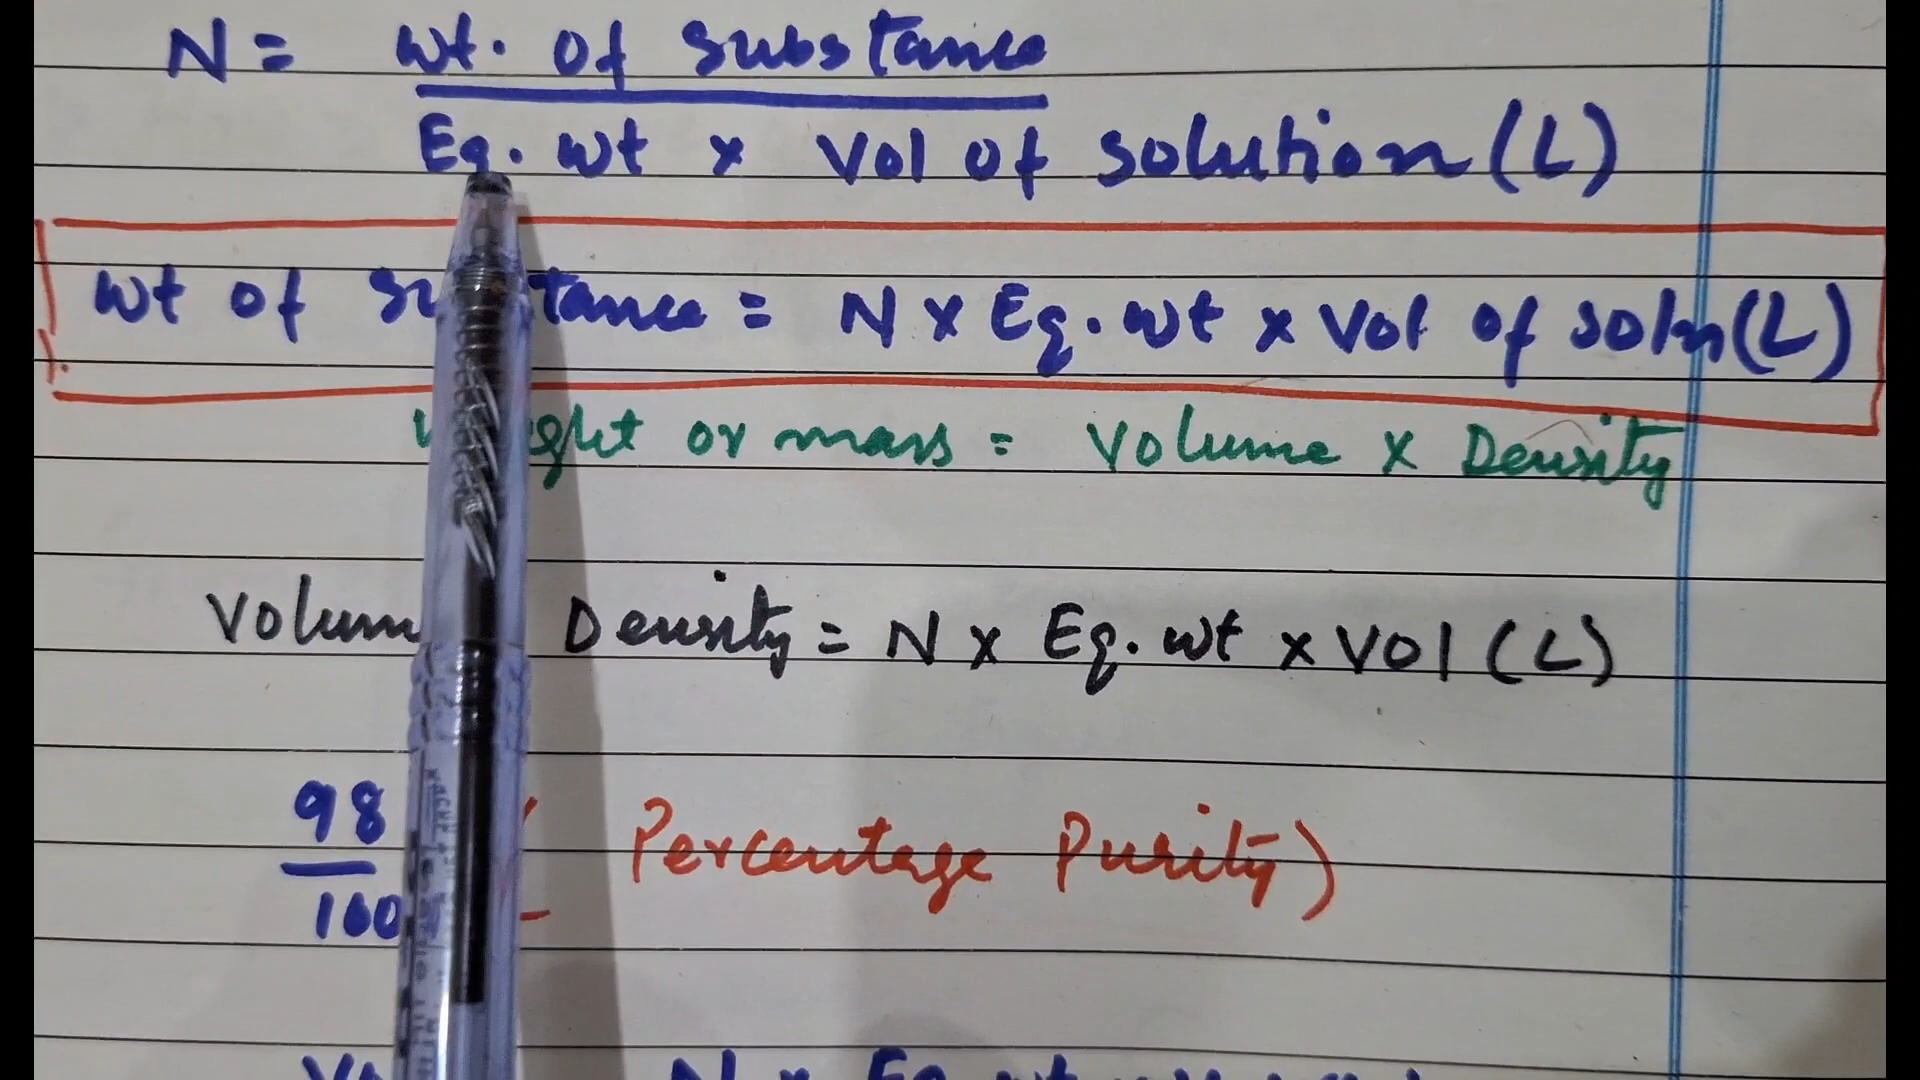 N = wt. of substance
Eq. wt x Vol of solution (L)
wt of tance = N x Eq. wt x Vol of soln (L)
or mass = Volume x Density
Volum Density = N x Eq. wt x Vol (L)
98
100
Percentage Purity)